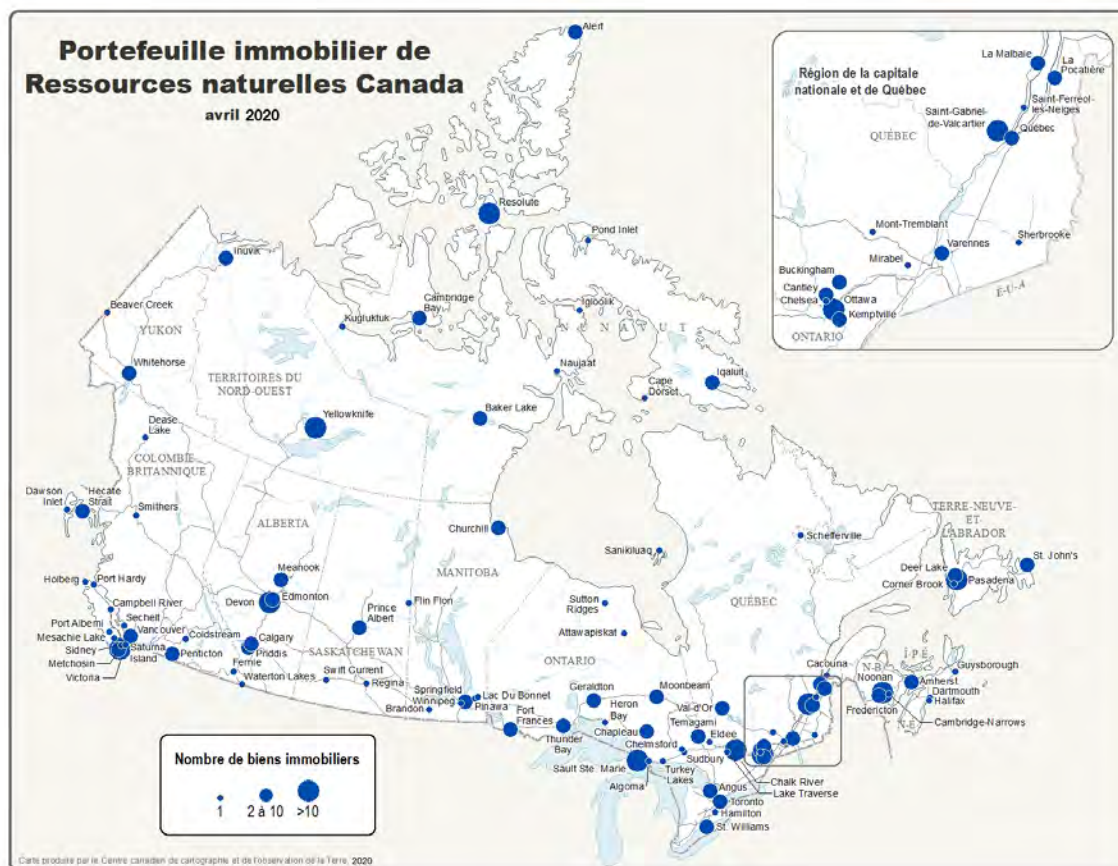 Portefeuille immobilier de
Ressources naturelles Canada
avril 2020
Alert
Resolute
Pond Inlet
Inuvik
Beaver Creek
YUKON
Whitehorse
Kugluktuk
Cambridge
Bay
Igloolik
NUNAVUT
Naujaat
Cape
Dorset
Iqaluit
TERRITOIRES DU
NORD-OUEST
Yellowknife
Baker Lake
Dease
Lake
COLOMBIE
BRITANNIQUE
Dawson
Inlet
Hecate
Strait
Smithers
ALBERTA
Churchill
Sanikiluaq
Schefferville
TERRE-NEUVE-
ET-
LABRADOR
St. John's
Deer Lake
Corner Brook
Pasadena
Holberg
Port Hardy
Meanook
Devon
Edmonton
MANITOBA
Flin Flon
Prince
Albert
Sutton
Ridges
Attawapiskat
QUÉBEC
Campbell River
Port Alberni
Sechelt
Mesachie Lake
Vancouver
Coldstream
Sidney
Saturna
Island
Metchosin
Penticton
Victoria
Calgary
Priddis
Fernie
Waterton Lakes
SASKATCHEWAN
Swift Current
Regina
Brandon
Springfield
Winnipeg
Lac Du Bonnet
Pinawa
ONTARIO
Fort
Frances
Geraldton
Heron
Bay
Thunder
Bay
Moonbeam
Chapleau
Val-d'Or
Temagami
Eldee
Chelmsford
Sudbury
Sault Ste. Marie
Algoma
Turkey
Lakes
Chalk River
Lake Traverse
Angus
Toronto
Hamilton
St. Williams
Cacouna
N-B
Noonan
Fredericton
Î.P.É
Amherst
Guysborough
Dartmouth
Halifax
N-É
Cambridge-Narrows
Région de la capitale
nationale et de Québec
La Malbaie
La
Pocatière
Saint-Ferreol-
les-Neiges
Saint-Gabriel-
de-Valcartier
Québec
QUÉBEC
Mont-Tremblant
Varennes
Sherbrooke
Mirabel
Buckingham
Cantley
Chelsea
Ottawa
Kemptville
ONTARIO
É-U-A
Nombre de biens immobiliers
1
2 à 10
>10
Carte produite par le Centre canadien de cartographie et de l'observation de la Terre, 2020